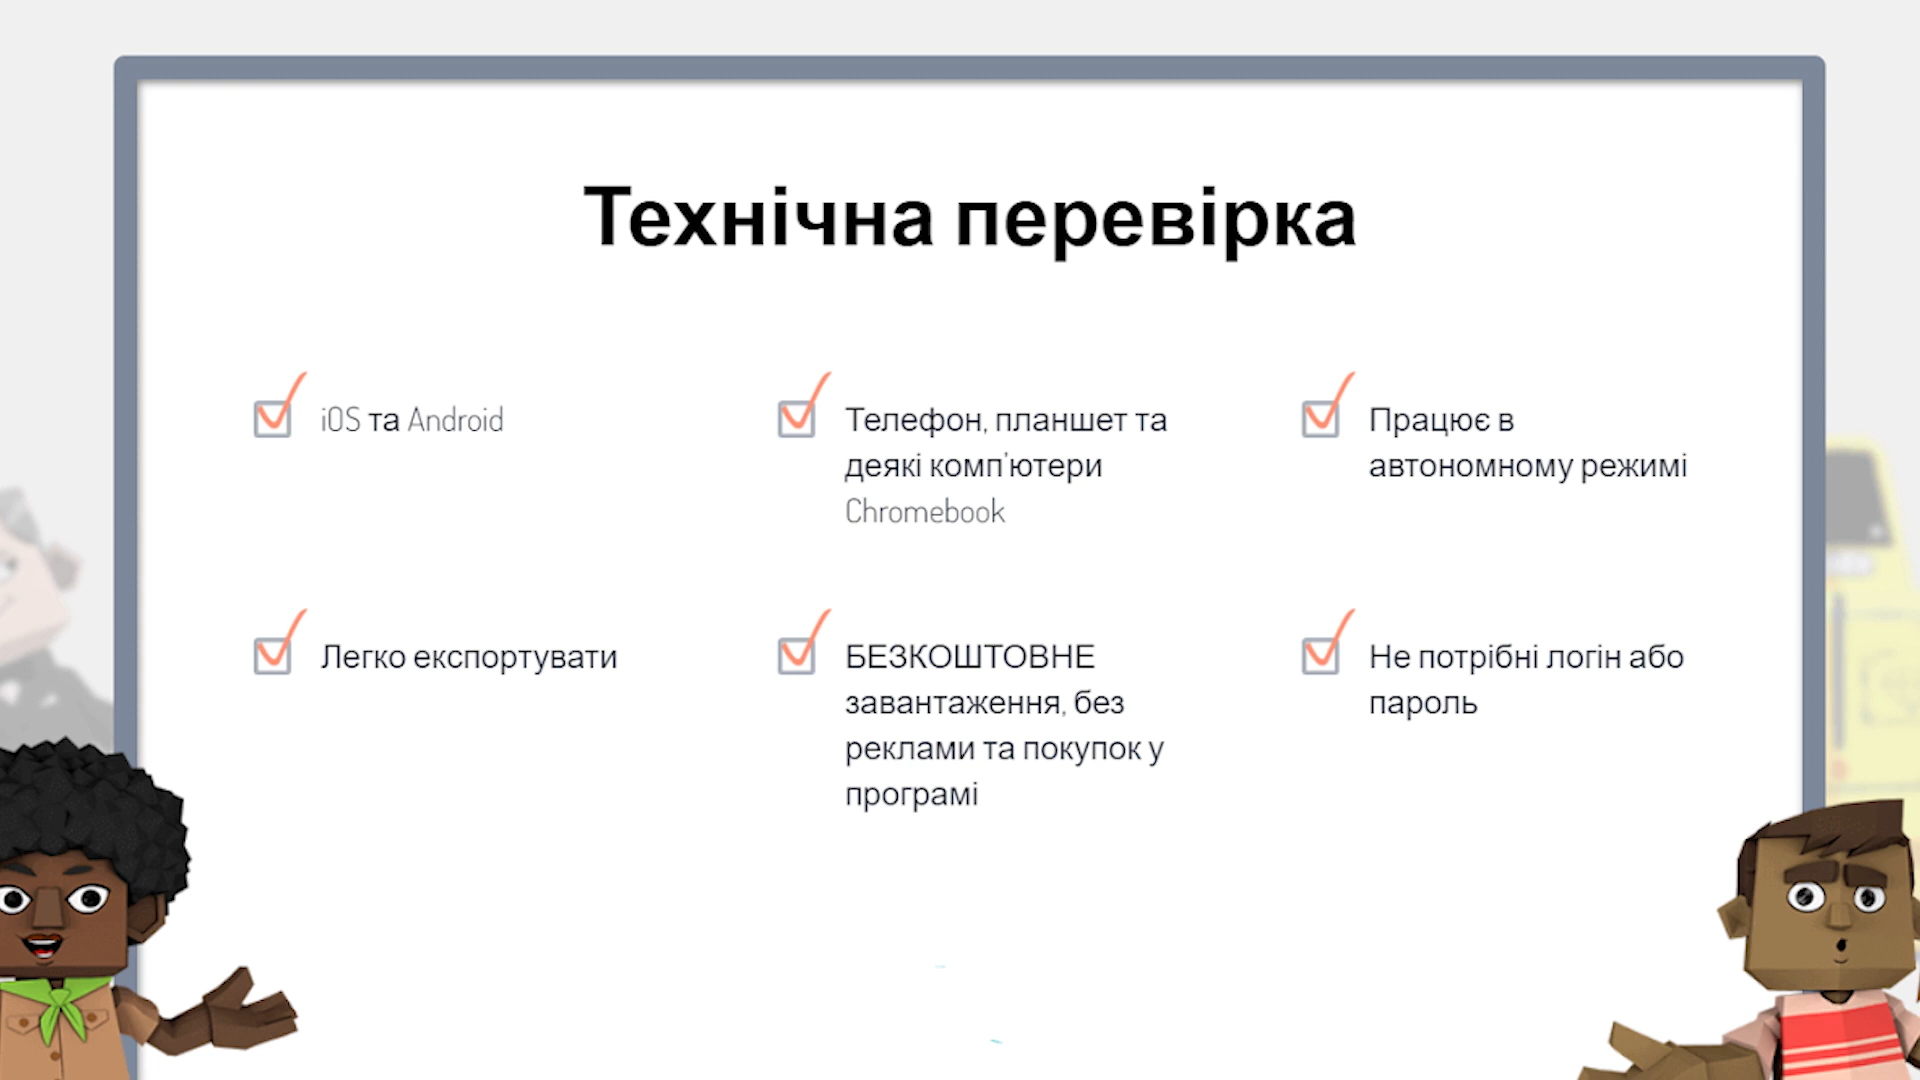 Технічна перевірка
iOS та Android
Телефон, планшет та
деякі комп'ютери
Chromebook
Працює в
автономному режимі
Легко експортувати
БЕЗКОШТОВНЕ
завантаження, без
реклами та покупок у
програмі
Не потрібні логін або
пароль